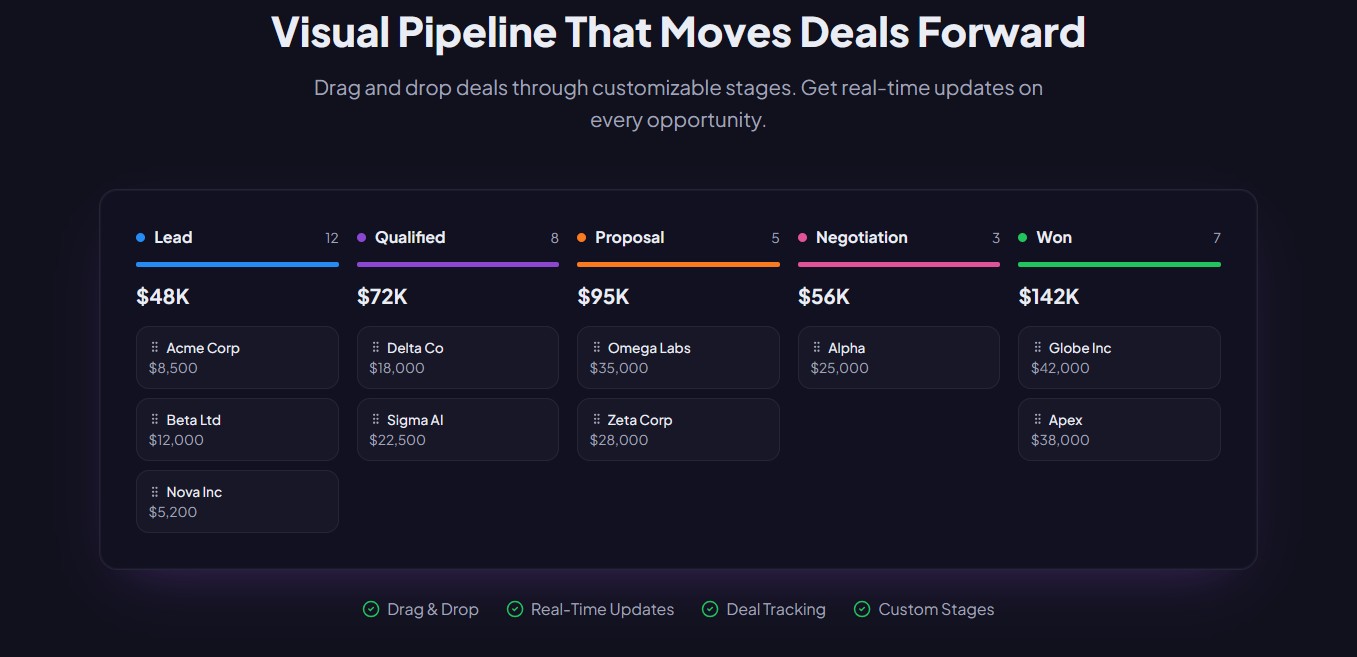 Visual Pipeline That Moves Deals Forward
Drag and drop deals through customizable stages. Get real-time updates on
every opportunity.
Lead 12
$48K
Acme Corp
$8,500
Beta Ltd
$12,000
Nova Inc
$5,200
Qualified 8
$72K
Delta Co
$18,000
Sigma AI
$22,500
Proposal 5
$95K
Omega Labs
$35,000
Zeta Corp
$28,000
Negotiation 3
$56K
Alpha
$25,000
Won 7
$142K
Globe Inc
$42,000
Apex
$38,000
Drag & Drop
Real-Time Updates
Deal Tracking
Custom Stages